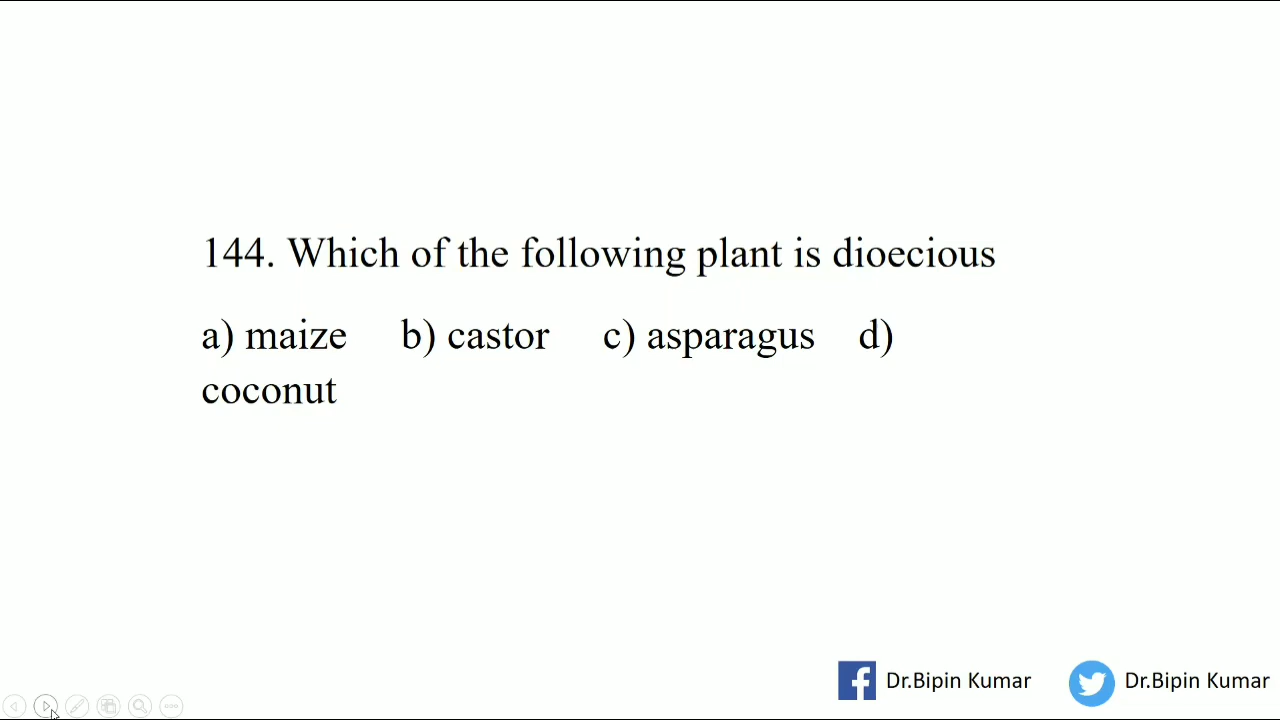 144. Which of the following plant is dioecious
a) maize b) castor c) asparagus d)
coconut
Dr.Bipin Kumar Dr.Bipin Kumar